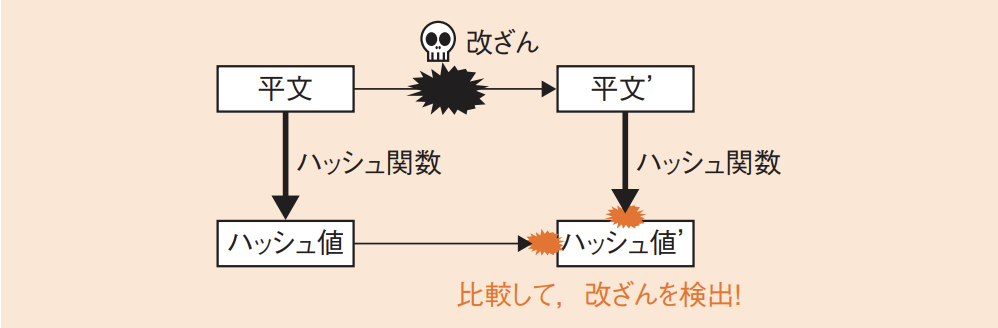 改ざん
平文
平文’
ハッシュ関数
ハッシュ関数
ハッシュ値
ハッシュ値’
比較して，改ざんを検出!